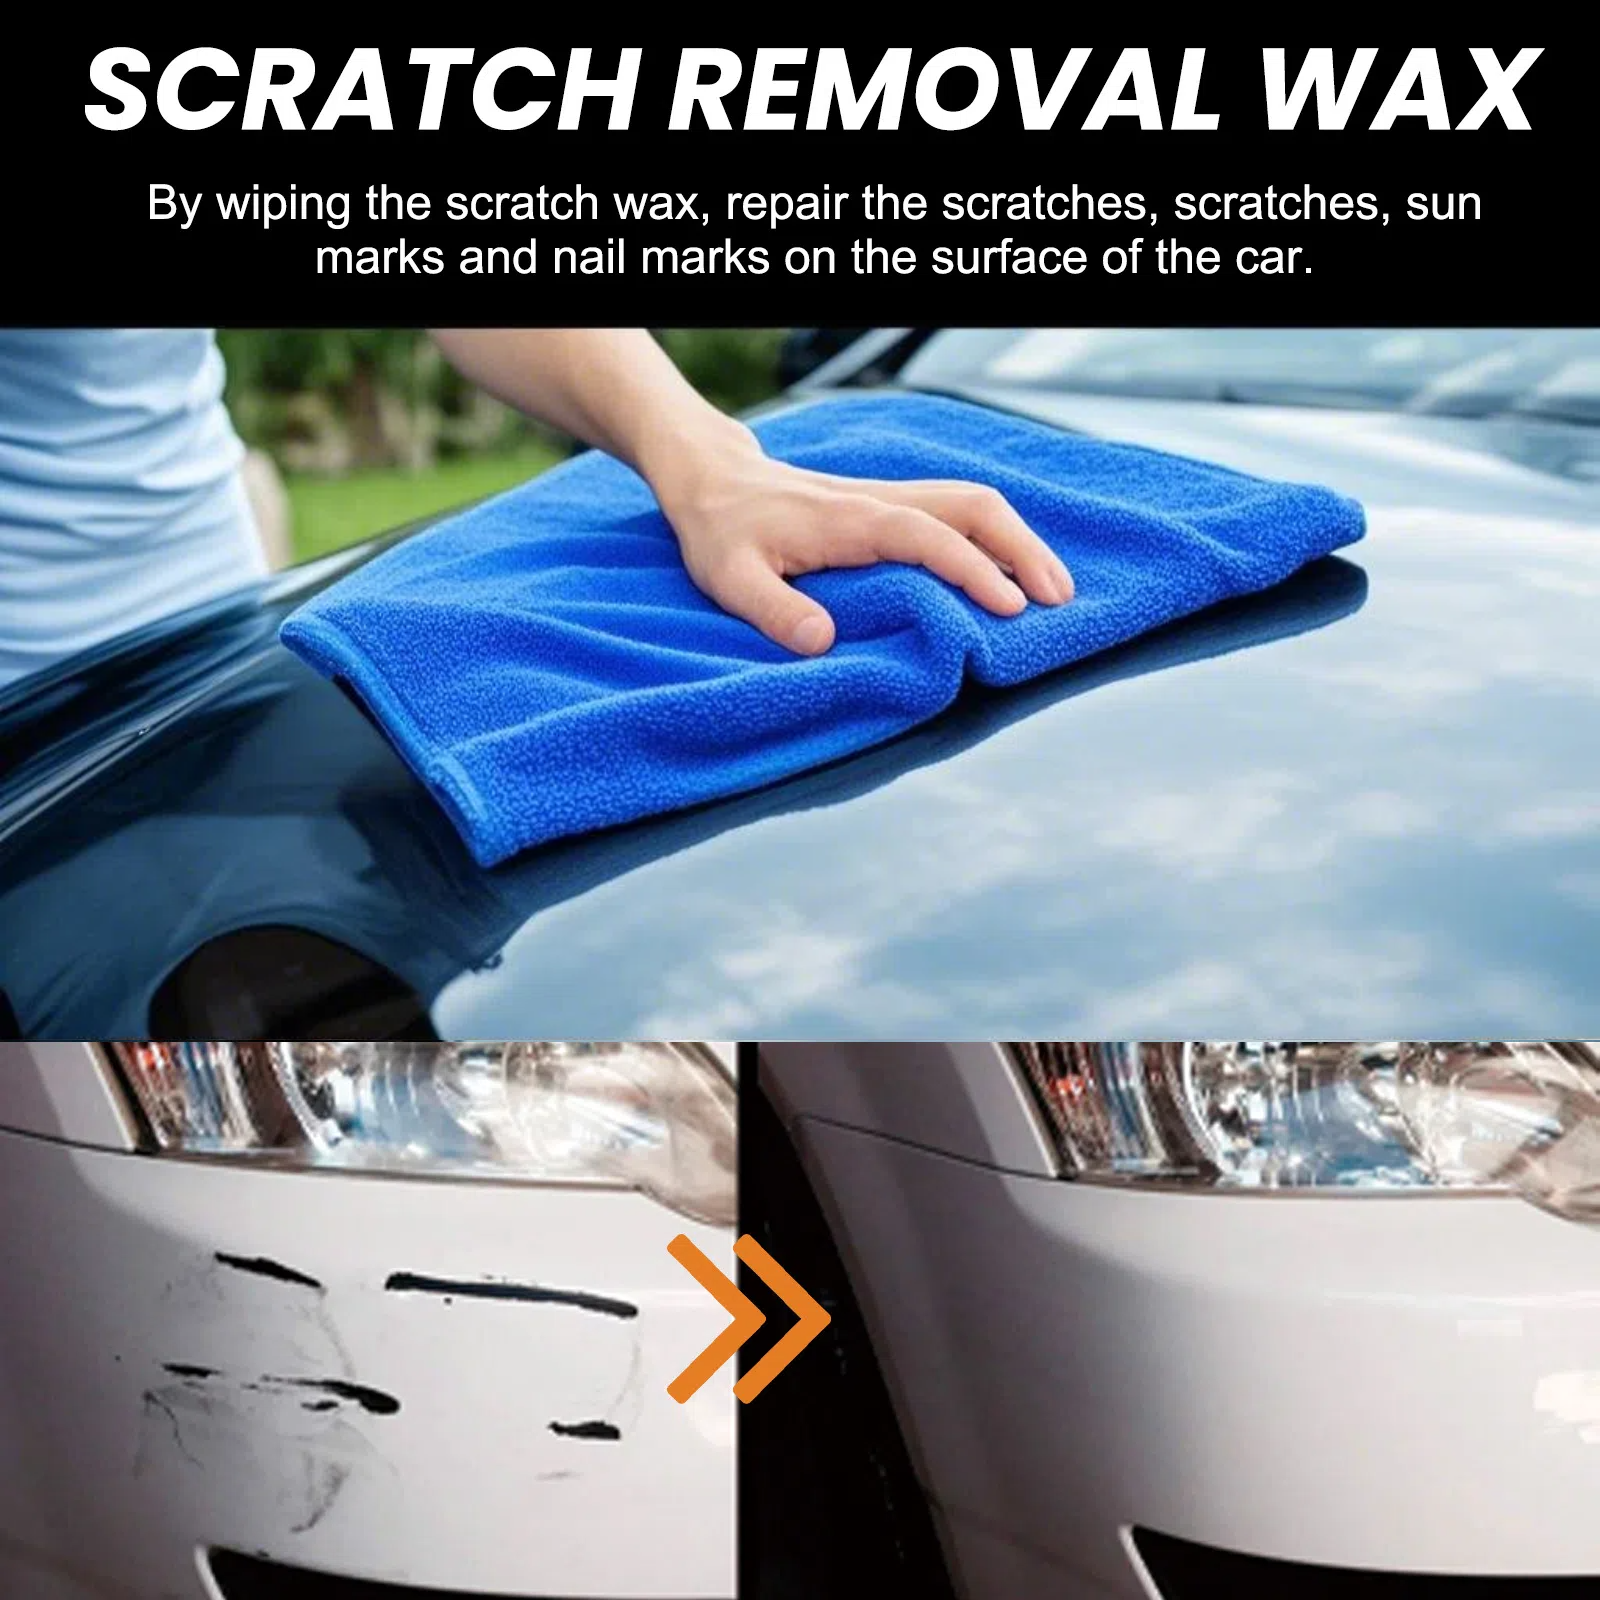 SCRATCH REMOVAL WAX
By wiping the scratch wax, repair the scratches, scratches, sun
marks and nail marks on the surface of the car.